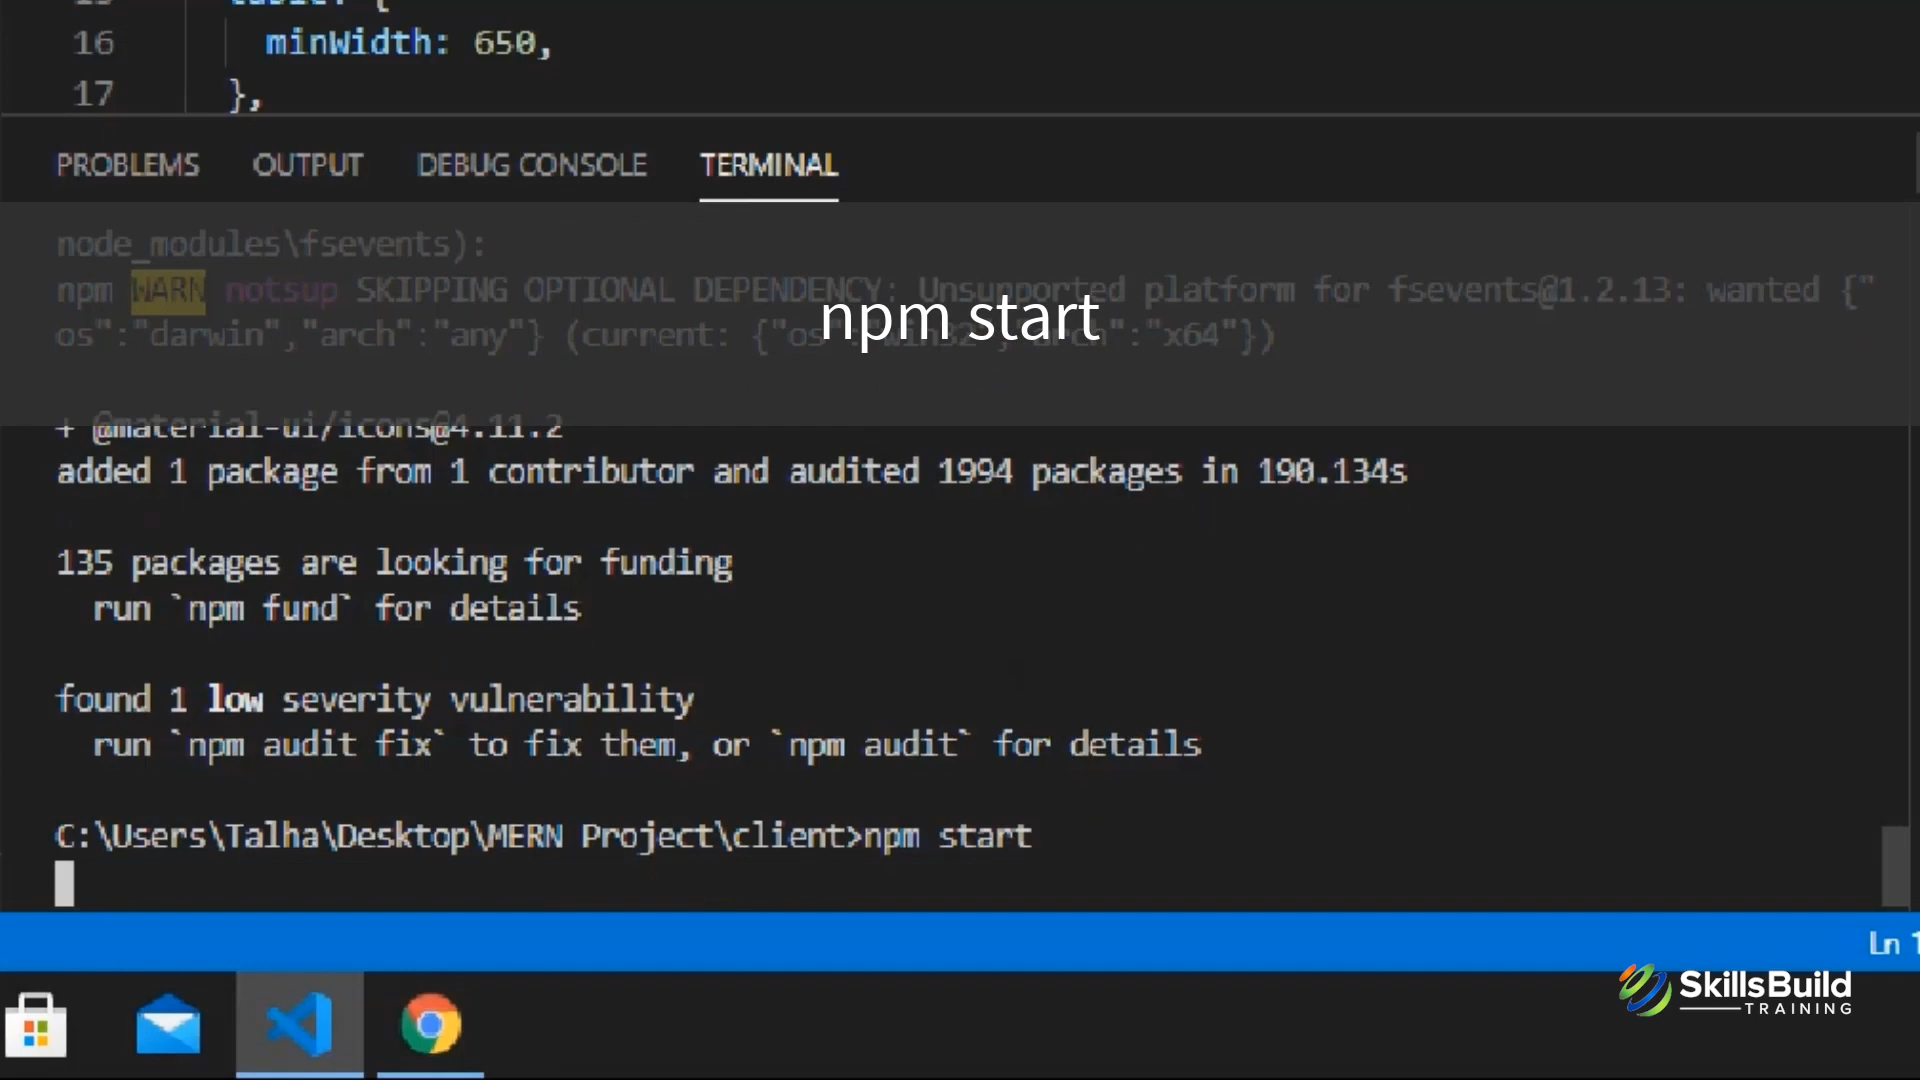 16 minWidth: 650,
17 },
PROBLEMS OUTPUT DEBUG CONSOLE TERMINAL
node_modules\fsevents):
npm WARN notsup SKIPPING OPTIONAL DEPENDENCY: Unsupported platform for fsevents@1.2.13: wanted {"
os":"darwin","arch":"any"} (current: {"os":"win32","arch":"x64"})
npm start
+ @material-ui/icons@4.11.2
added 1 package from 1 contributor and audited 1994 packages in 190.134s
135 packages are looking for funding
run `npm fund` for details
found 1 low severity vulnerability
run `npm audit fix` to fix them, or `npm audit` for details
C:\Users\Talha\Desktop\MERN Project\client>npm start
Ln 1
SkillsBuild
TRAINING